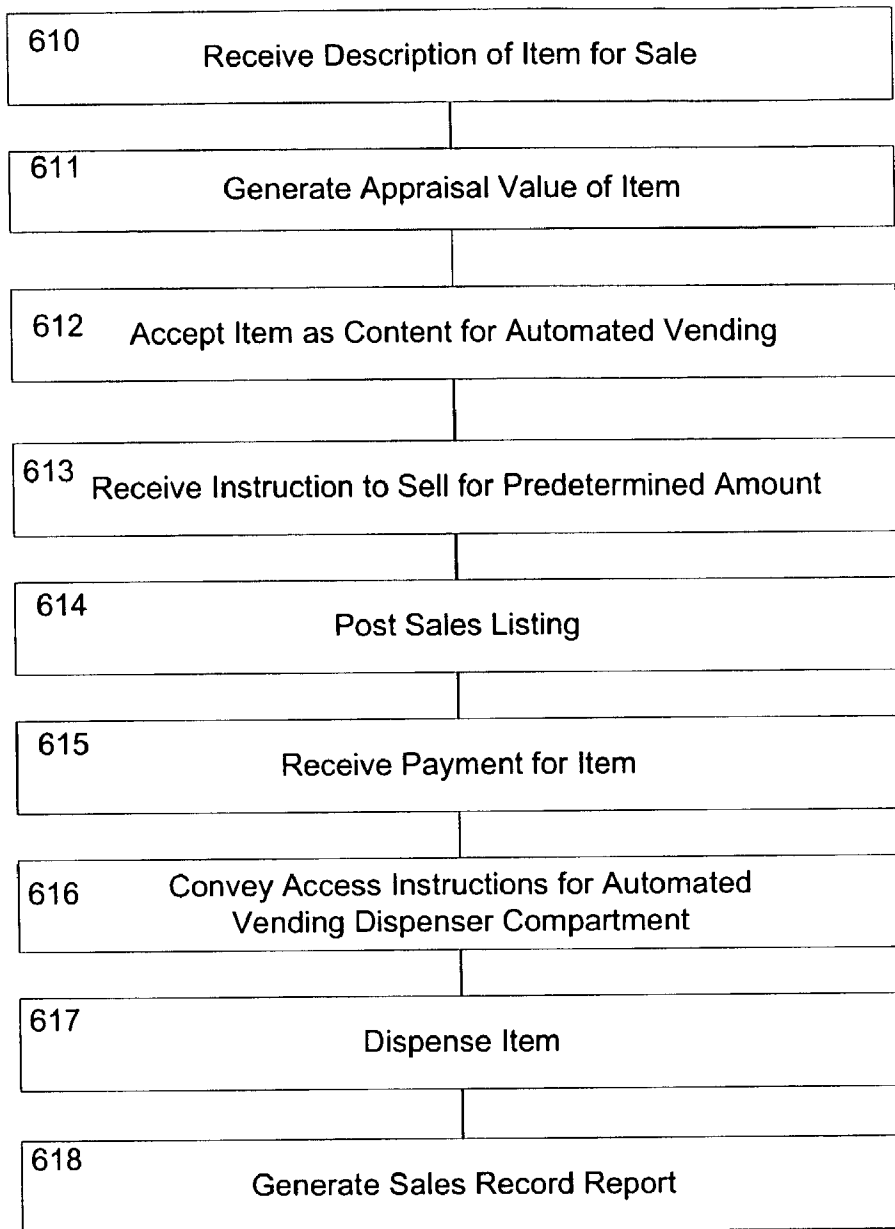 610
Receive Description of Item for Sale
611
Generate Appraisal Value of Item
612
Accept Item as Content for Automated Vending
613
Receive Instruction to Sell for Predetermined Amount
614
Post Sales Listing
615
Receive Payment for Item
616
Convey Access Instructions for Automated
Vending Dispenser Compartment
617
Dispense Item
618
Generate Sales Record Report